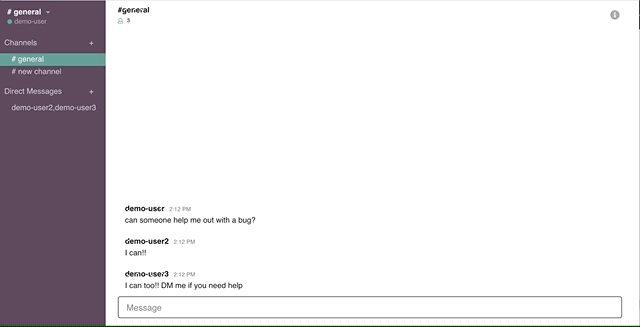 # general
demo-user
Channels +
# general
# new channel
Direct Messages +
demo-user2,demo-user3
#general
3
demo-user 2:12 PM
can someone help me out with a bug?
demo-user2 2:12 PM
I can!!
demo-user3 2:12 PM
I can too!! DM me if you need help
Message